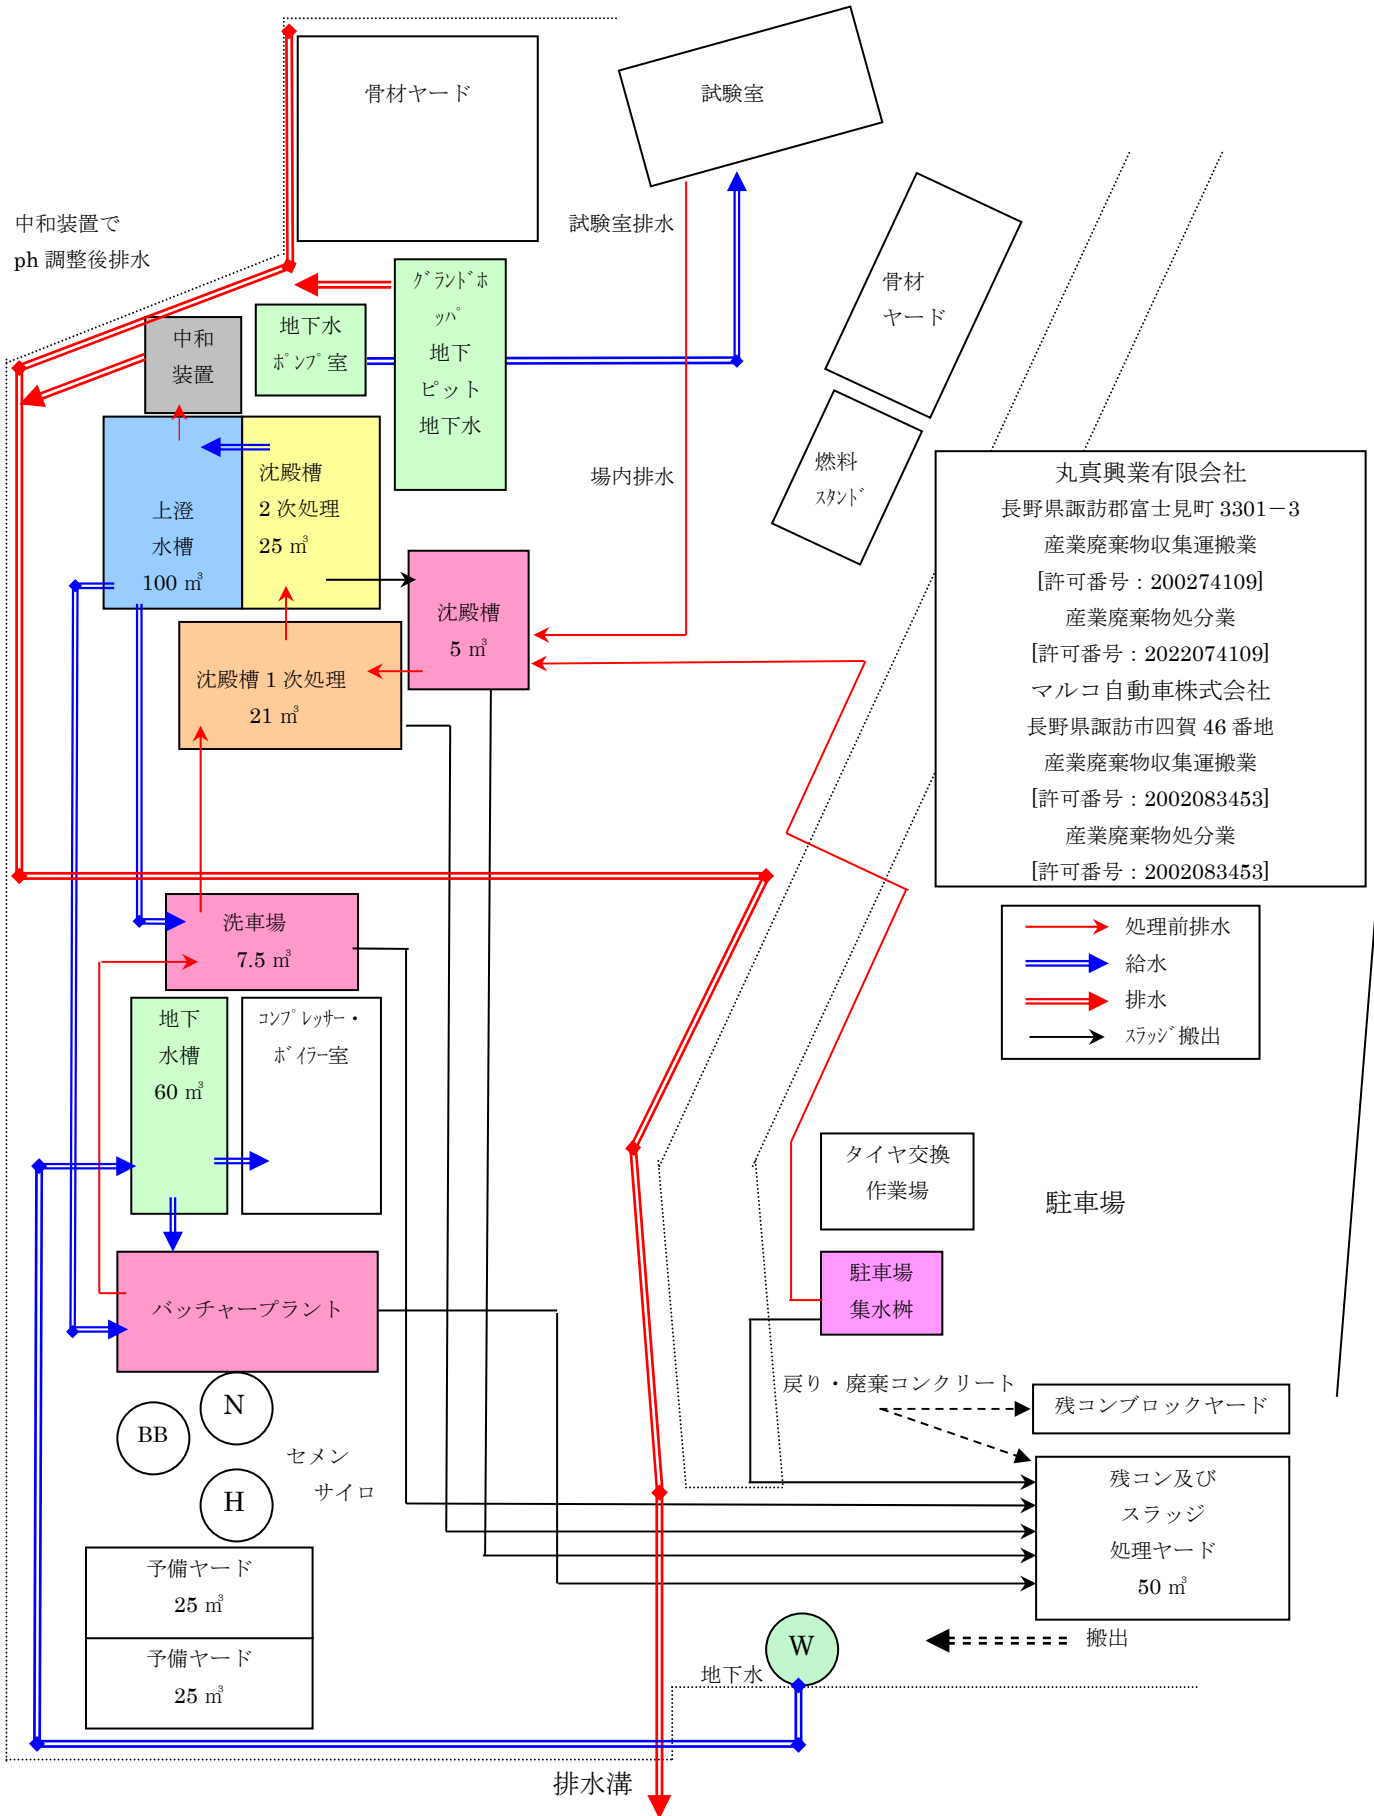 骨材ヤード
試験室
中和装置で
ph 調整後排水
試験室排水
骨材
ヤード
グランドホ
ッパ
地下
ピット
地下水
地下水
ポンプ室
中和
装置
燃料
スタンド
場内排水
沈殿槽
2 次処理
25 ㎥
上澄
水槽
100 ㎥
沈殿槽
5 ㎥
沈殿槽 1 次処理
21 ㎥
丸真興業有限会社
長野県諏訪郡富士見町 3301－3
産業廃棄物収集運搬業
[許可番号：200274109]
産業廃棄物処分業
[許可番号：2022074109]
マルコ自動車株式会社
長野県諏訪市四賀 46 番地
産業廃棄物収集運搬業
[許可番号：2002083453]
産業廃棄物処分業
[許可番号：2002083453]
処理前排水
給水
排水
スラッジ搬出
洗車場
7.5 ㎥
地下
水槽
60 ㎥
コンプレッサー・
ボイラー室
タイヤ交換
作業場
駐車場
駐車場
集水桝
バッチャープラント
戻り・廃棄コンクリート
残コンブロックヤード
N
BB
H
セメン
サイロ
残コン及び
スラッジ
処理ヤード
50 ㎥
予備ヤード
25 ㎥
予備ヤード
25 ㎥
W
地下水
搬出
排水溝